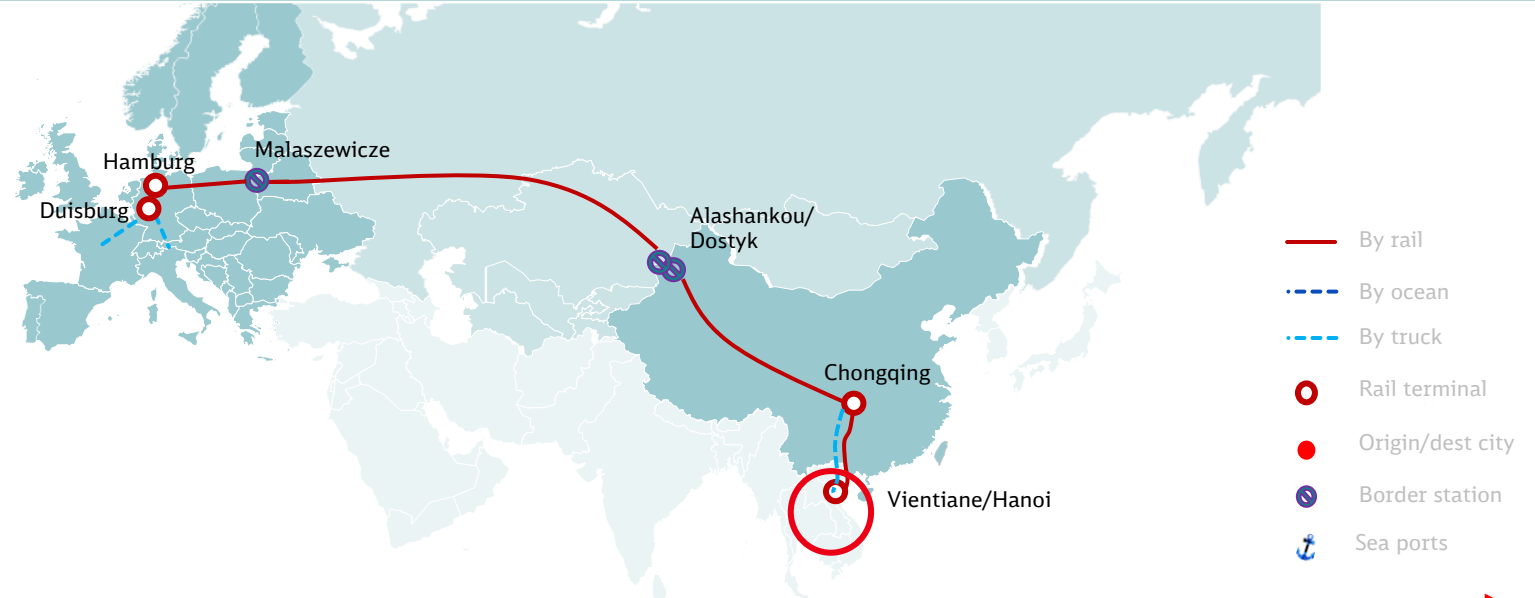 Hamburg
Malaszewicze
Duisburg
Alashankou/
Dostyk
Chongqing
Vientiane/Hanoi
By rail
By ocean
By truck
Rail terminal
Origin/dest city
Border station
Sea ports